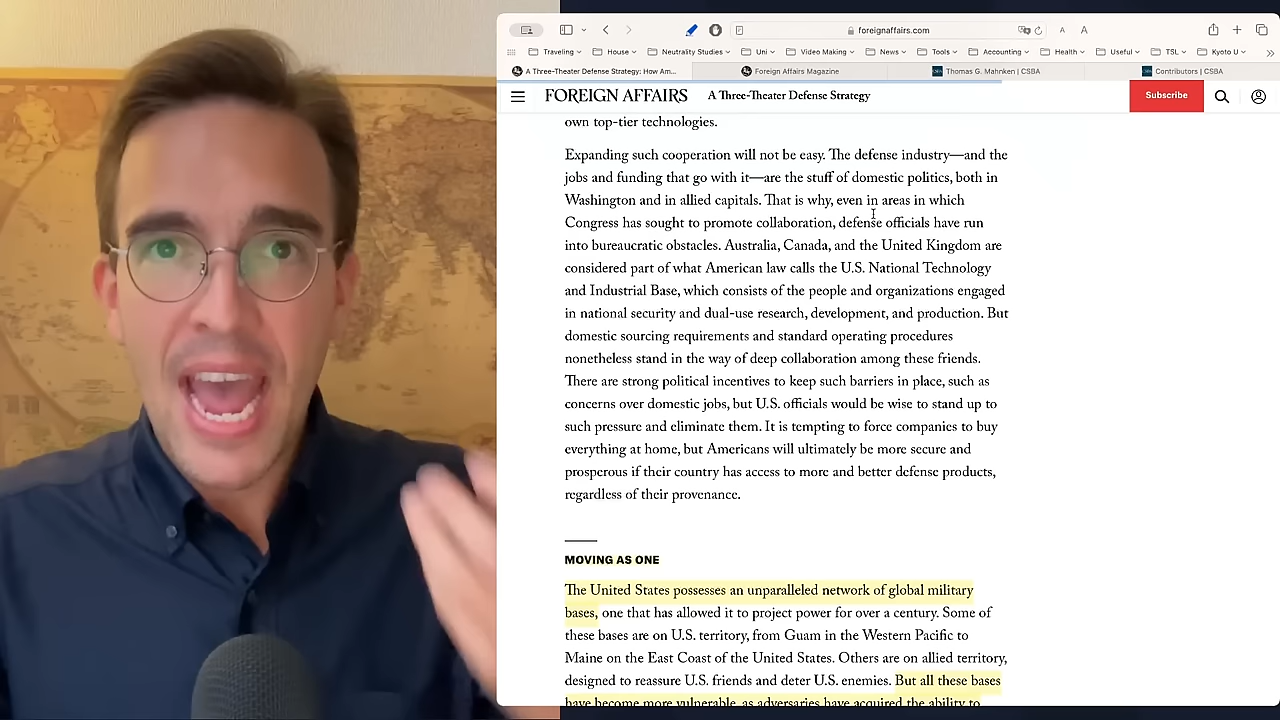 foreignaffairs.com
A
A
Traveling
House
Neutrality Studies
Uni
Video Making
News
Tools
Accounting
Health
Useful
TSL
Kyoto U
A Three-Theater Defense Strategy: How Am...
Foreign Affairs Magazine
Thomas G. Mahnken | CSBA
Contributors | CSBA
FOREIGN AFFAIRS
A Three-Theater Defense Strategy
Subscribe
own top-tier technologies.
Expanding such cooperation will not be easy. The defense industry—and the
jobs and funding that go with it—are the stuff of domestic politics, both in
Washington and in allied capitals. That is why, even in areas in which
Congress has sought to promote collaboration, defense officials have run
into bureaucratic obstacles. Australia, Canada, and the United Kingdom are
considered part of what American law calls the U.S. National Technology
and Industrial Base, which consists of the people and organizations engaged
in national security and dual-use research, development, and production. But
domestic sourcing requirements and standard operating procedures
nonetheless stand in the way of deep collaboration among these friends.
There are strong political incentives to keep such barriers in place, such as
concerns over domestic jobs, but U.S. officials would be wise to stand up to
such pressure and eliminate them. It is tempting to force companies to buy
everything at home, but Americans will ultimately be more secure and
prosperous if their country has access to more and better defense products,
regardless of their provenance.
MOVING AS ONE
The United States possesses an unparalleled network of global military
bases, one that has allowed it to project power for over a century. Some of
these bases are on U.S. territory, from Guam in the Western Pacific to
Maine on the East Coast of the United States. Others are on allied territory,
designed to reassure U.S. friends and deter U.S. enemies. But all these bases
have become more vulnerable, as adversaries have acquired the ability to